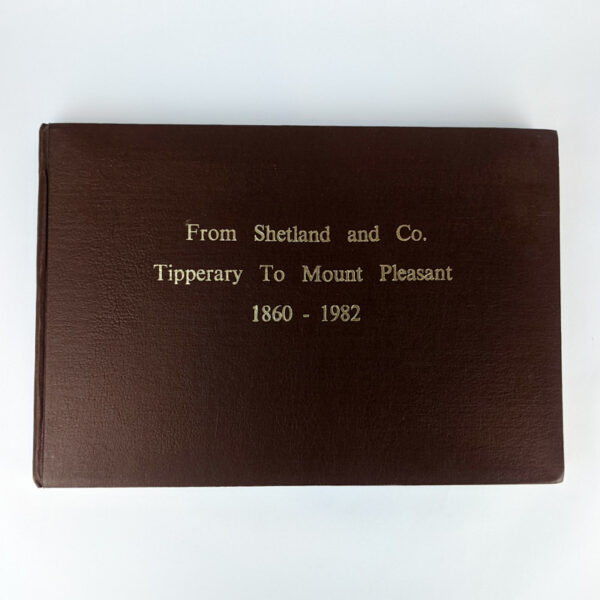 From Shetland and Co.
Tipperary To Mount Pleasant
1860 - 1982